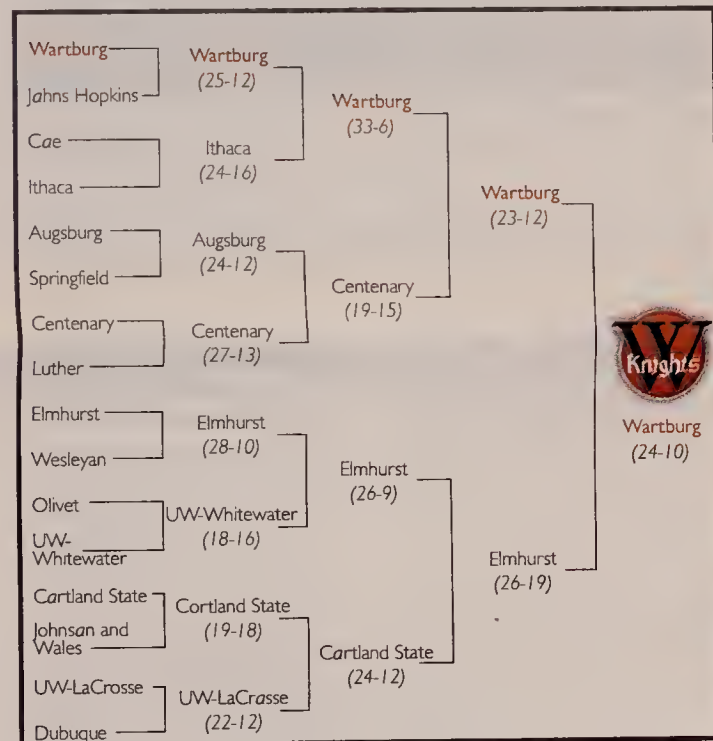 Wartburg
Jahns Hopkins
Cae
Ithaca
Augsburg
Springfield
Centenary
Luther
Elmhurst
Wesleyan
Olivet
UW-
Whitewater
Cartland State
Johnsan and
Wales
UW-LaCrosse
Dubuque
Wartburg
(25-12)
Ithaca
(24-16)
Augsburg
(24-12)
Centenary
(27-13)
Elmhurst
(28-10)
UW-Whitewater
(18-16)
Cortland State
(19-18)
UW-LaCrasse
(22-12)
Wartburg
(33-6)
Centenary
(19-15)
Elmhurst
(26-9)
Cartland State
(24-12)
Wartburg
(23-12)
Elmhurst
(26-19)
W
Knights
Wartburg
(24-10)